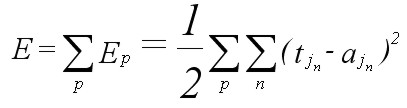 E = ∑_p E_p = 1/2 ∑_p ∑_n (t_{j_n} - a_{j_n})^2